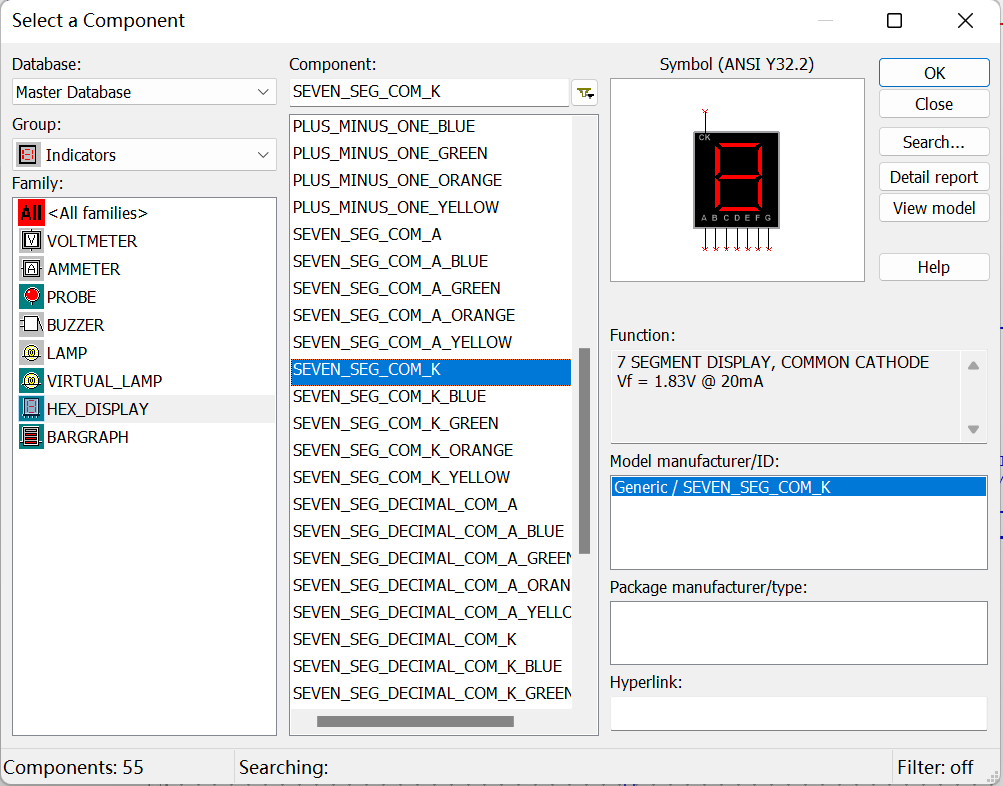 Select a Component
Database:
Master Database
Group:
Indicators
Family:
All <All families>
VOLTMETER
AMMETER
PROBE
BUZZER
LAMP
VIRTUAL_LAMP
HEX_DISPLAY
BARGRAPH
Component:
SEVEN_SEG_COM_K
PLUS_MINUS_ONE_BLUE
PLUS_MINUS_ONE_GREEN
PLUS_MINUS_ONE_ORANGE
PLUS_MINUS_ONE_YELLOW
SEVEN_SEG_COM_A
SEVEN_SEG_COM_A_BLUE
SEVEN_SEG_COM_A_GREEN
SEVEN_SEG_COM_A_ORANGE
SEVEN_SEG_COM_A_YELLOW
SEVEN_SEG_COM_K
SEVEN_SEG_COM_K_BLUE
SEVEN_SEG_COM_K_GREEN
SEVEN_SEG_COM_K_ORANGE
SEVEN_SEG_COM_K_YELLOW
SEVEN_SEG_DECIMAL_COM_A
SEVEN_SEG_DECIMAL_COM_A_BLUE
SEVEN_SEG_DECIMAL_COM_A_GREEN
SEVEN_SEG_DECIMAL_COM_A_ORAN
SEVEN_SEG_DECIMAL_COM_A_YELLO
SEVEN_SEG_DECIMAL_COM_K
SEVEN_SEG_DECIMAL_COM_K_BLUE
SEVEN_SEG_DECIMAL_COM_K_GREEN
Symbol (ANSI Y32.2)
CK
A B C D E F G
OK
Close
Search...
Detail report
View model
Help
Function:
7 SEGMENT DISPLAY, COMMON CATHODE
Vf = 1.83V @ 20mA
Model manufacturer/ID:
Generic / SEVEN_SEG_COM_K
Package manufacturer/type:
Hyperlink:
Components: 55
Searching:
Filter: off